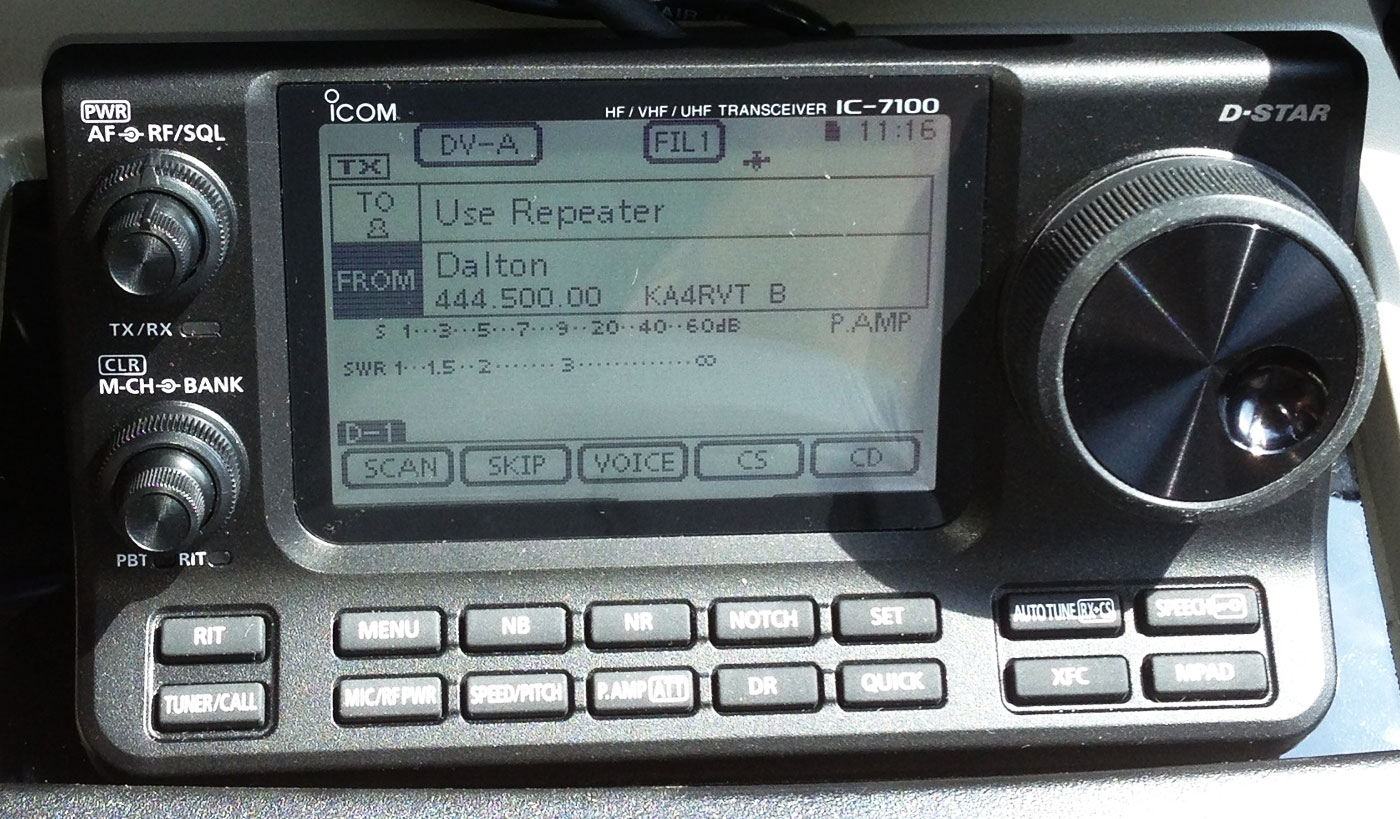 AIR
PWR
AF RF/SQL
ICOM
HF/VHF/UHF TRANSCEIVER IC-7100
D-STAR
DV-A FIL1 11:16
TX
TO Use Repeater
FROM Dalton
444.500.00 KA4RVT B
S 1···3··5···7···9··20··40··60dB P.AMP
SWR 1···1.5··2·······3············∞
D-1
SCAN SKIP VOICE CS CD
TX/RX
CLR
M-CH BANK
PBT RIT
RIT MENU NB NR NOTCH SET AUTO TUNE RX→CS SPEECH
TUNER/CALL MIC/RF PWR SPEED/PITCH P.AMP ATT DR QUICK XFC MPAD